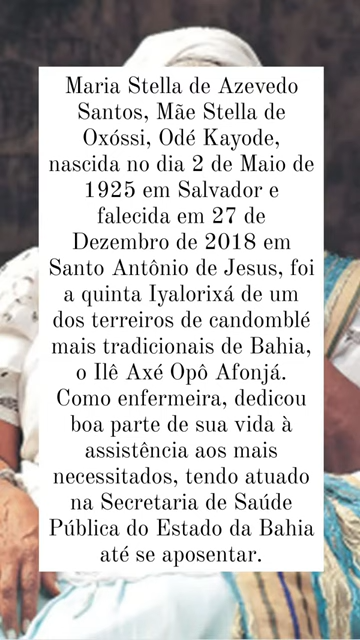 Maria Stella de Azevedo
Santos, Mãe Stella de
Oxóssi, Odé Kayode,
nascida no dia 2 de Maio de
1925 em Salvador e
falecida em 27 de
Dezembro de 2018 em
Santo Antônio de Jesus, foi
a quinta Iyalorixá de um
dos terreiros de candomblé
mais tradicionais de Bahia,
o Ilê Axé Opô Afonjá.
Como enfermeira, dedicou
boa parte de sua vida à
assistência aos mais
necessitados, tendo atuado
na Secretaria de Saúde
Pública do Estado da Bahia
até se aposentar.